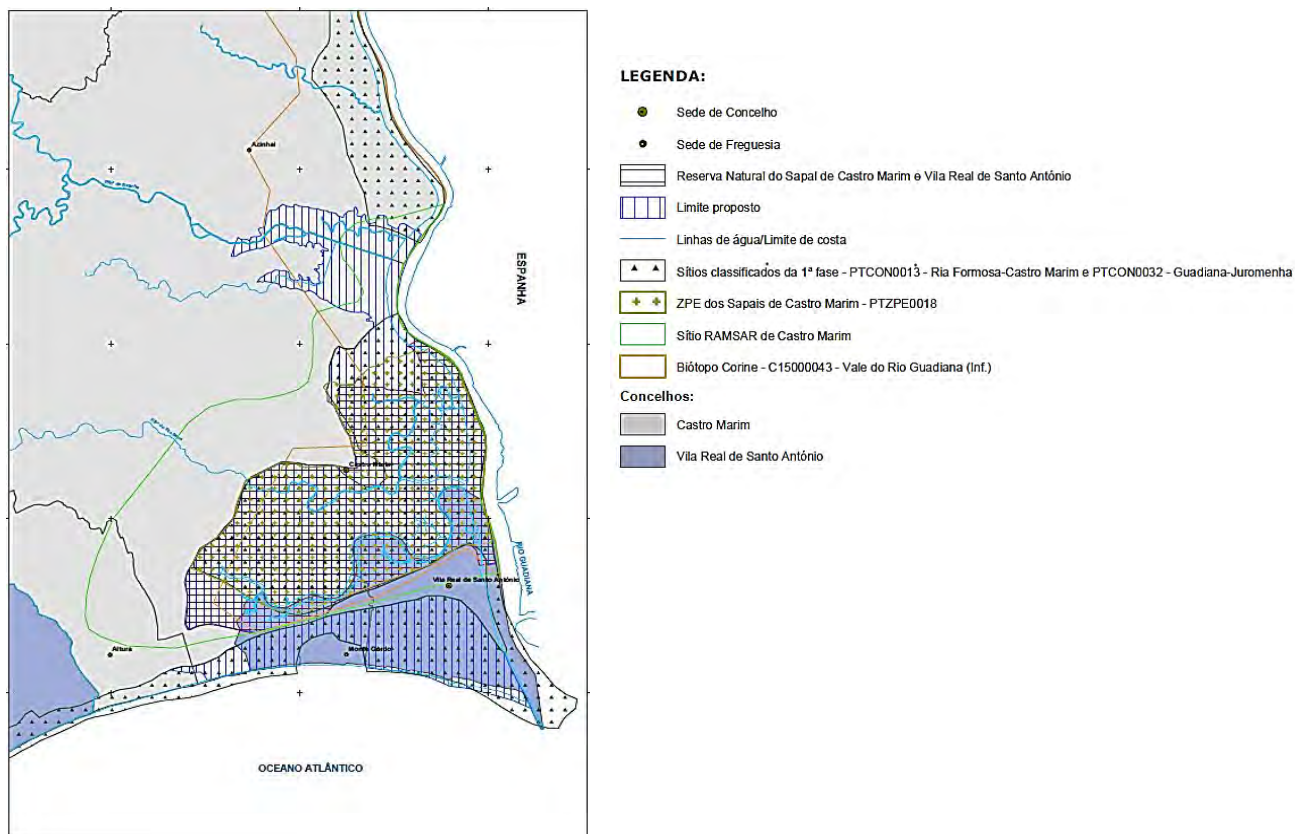 Azinhal
ESPANHA
Castro Marim
RIO GUADIANA
Vila Real de Santo António
Altura
Monte Gordo
OCEANO ATLÂNTICO
LEGENDA:
Sede de Concelho
Sede de Freguesia
Reserva Natural do Sapal de Castro Marim e Vila Real de Santo António
Limite proposto
Linhas de água/Limite de costa
Sítios classificados da 1ª fase - PTCON0013 - Ria Formosa-Castro Marim e PTCON0032 - Guadiana-Juromenha
ZPE dos Sapais de Castro Marim - PTZPE0018
Sítio RAMSAR de Castro Marim
Biótopo Corine - C15000043 - Vale do Rio Guadiana (Inf.)
Concelhos:
Castro Marim
Vila Real de Santo António